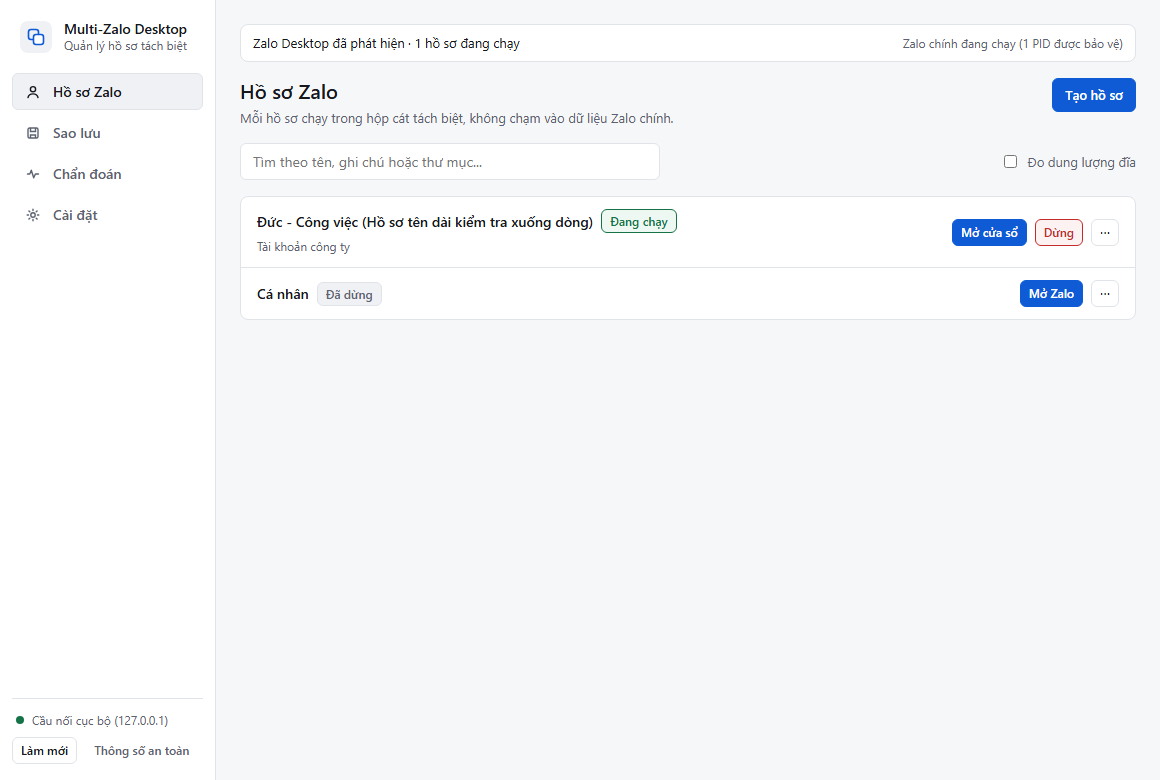 Multi-Zalo Desktop
Quản lý hồ sơ tách biệt
Hồ sơ Zalo
Sao lưu
Chẩn đoán
Cài đặt
Cầu nối cục bộ (127.0.0.1)
Làm mới
Thông số an toàn
Zalo Desktop đã phát hiện · 1 hồ sơ đang chạy
Zalo chính đang chạy (1 PID được bảo vệ)
Hồ sơ Zalo
Mỗi hồ sơ chạy trong hộp cát tách biệt, không chạm vào dữ liệu Zalo chính.
Tạo hồ sơ
Tìm theo tên, ghi chú hoặc thư mục...
Đo dung lượng đĩa
Đức - Công việc (Hồ sơ tên dài kiểm tra xuống dòng)
Đang chạy
Tài khoản công ty
Mở cửa sổ
Dừng
...
Cá nhân
Đã dừng
Mở Zalo
...